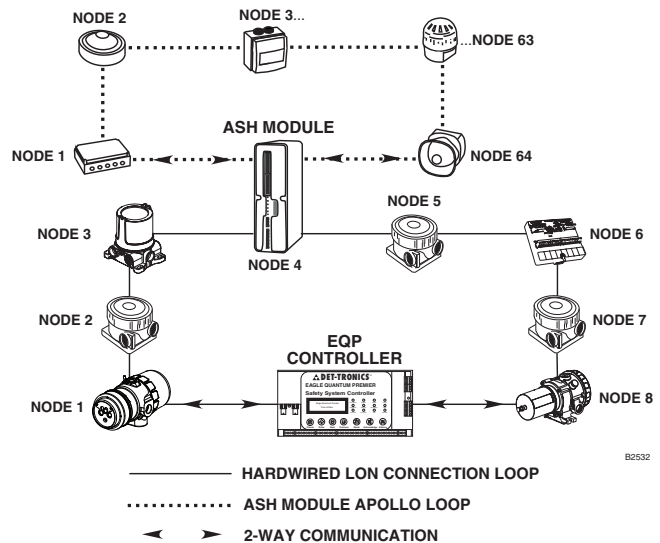 NODE 2
NODE 3...
...NODE 63
ASH MODULE
NODE 1
NODE 64
NODE 5
NODE 3
NODE 6
NODE 4
NODE 2
NODE 7
EQP
CONTROLLER
DET-TRONICS
EAGLE QUANTUM PREMIER
Safety System Controller
NODE 1
NODE 8
B2532
HARDWIRED LON CONNECTION LOOP
ASH MODULE APOLLO LOOP
2-WAY COMMUNICATION